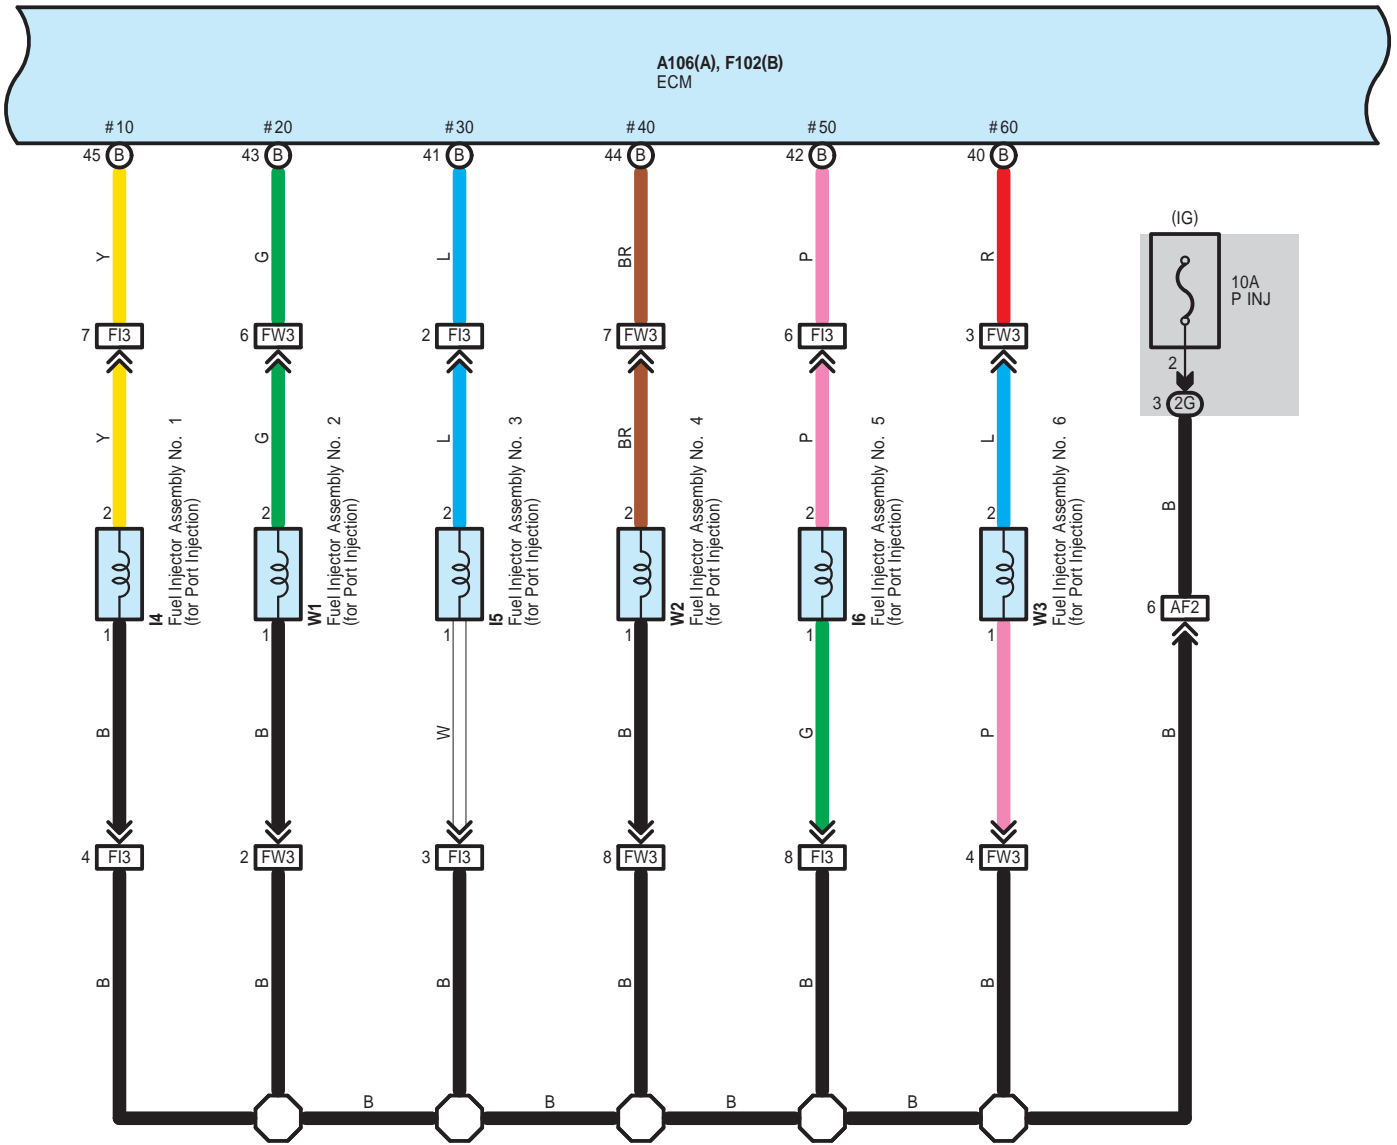 A106(A), F102(B)
ECM
#10 #20 #30 #40 #50 #60
45 B 43 B 41 B 44 B 42 B 40 B
(IG)
Y G L BR P R
10A
P INJ
7 FI3 6 FW3 2 FI3 7 FW3 6 FI3 3 FW3
2
3 2G
Y G L BR P L
2 2 2 2 2 2
B
I4
Fuel Injector Assembly No. 1
(for Port Injection)
W1
Fuel Injector Assembly No. 2
(for Port Injection)
I5
Fuel Injector Assembly No. 3
(for Port Injection)
W2
Fuel Injector Assembly No. 4
(for Port Injection)
I6
Fuel Injector Assembly No. 5
(for Port Injection)
W3
Fuel Injector Assembly No. 6
(for Port Injection)
6 AF2
1 1 1 1 1 1
B B W B G P B
4 FI3 2 FW3 3 FI3 8 FW3 8 FI3 4 FW3
B B B B B B
B B B B